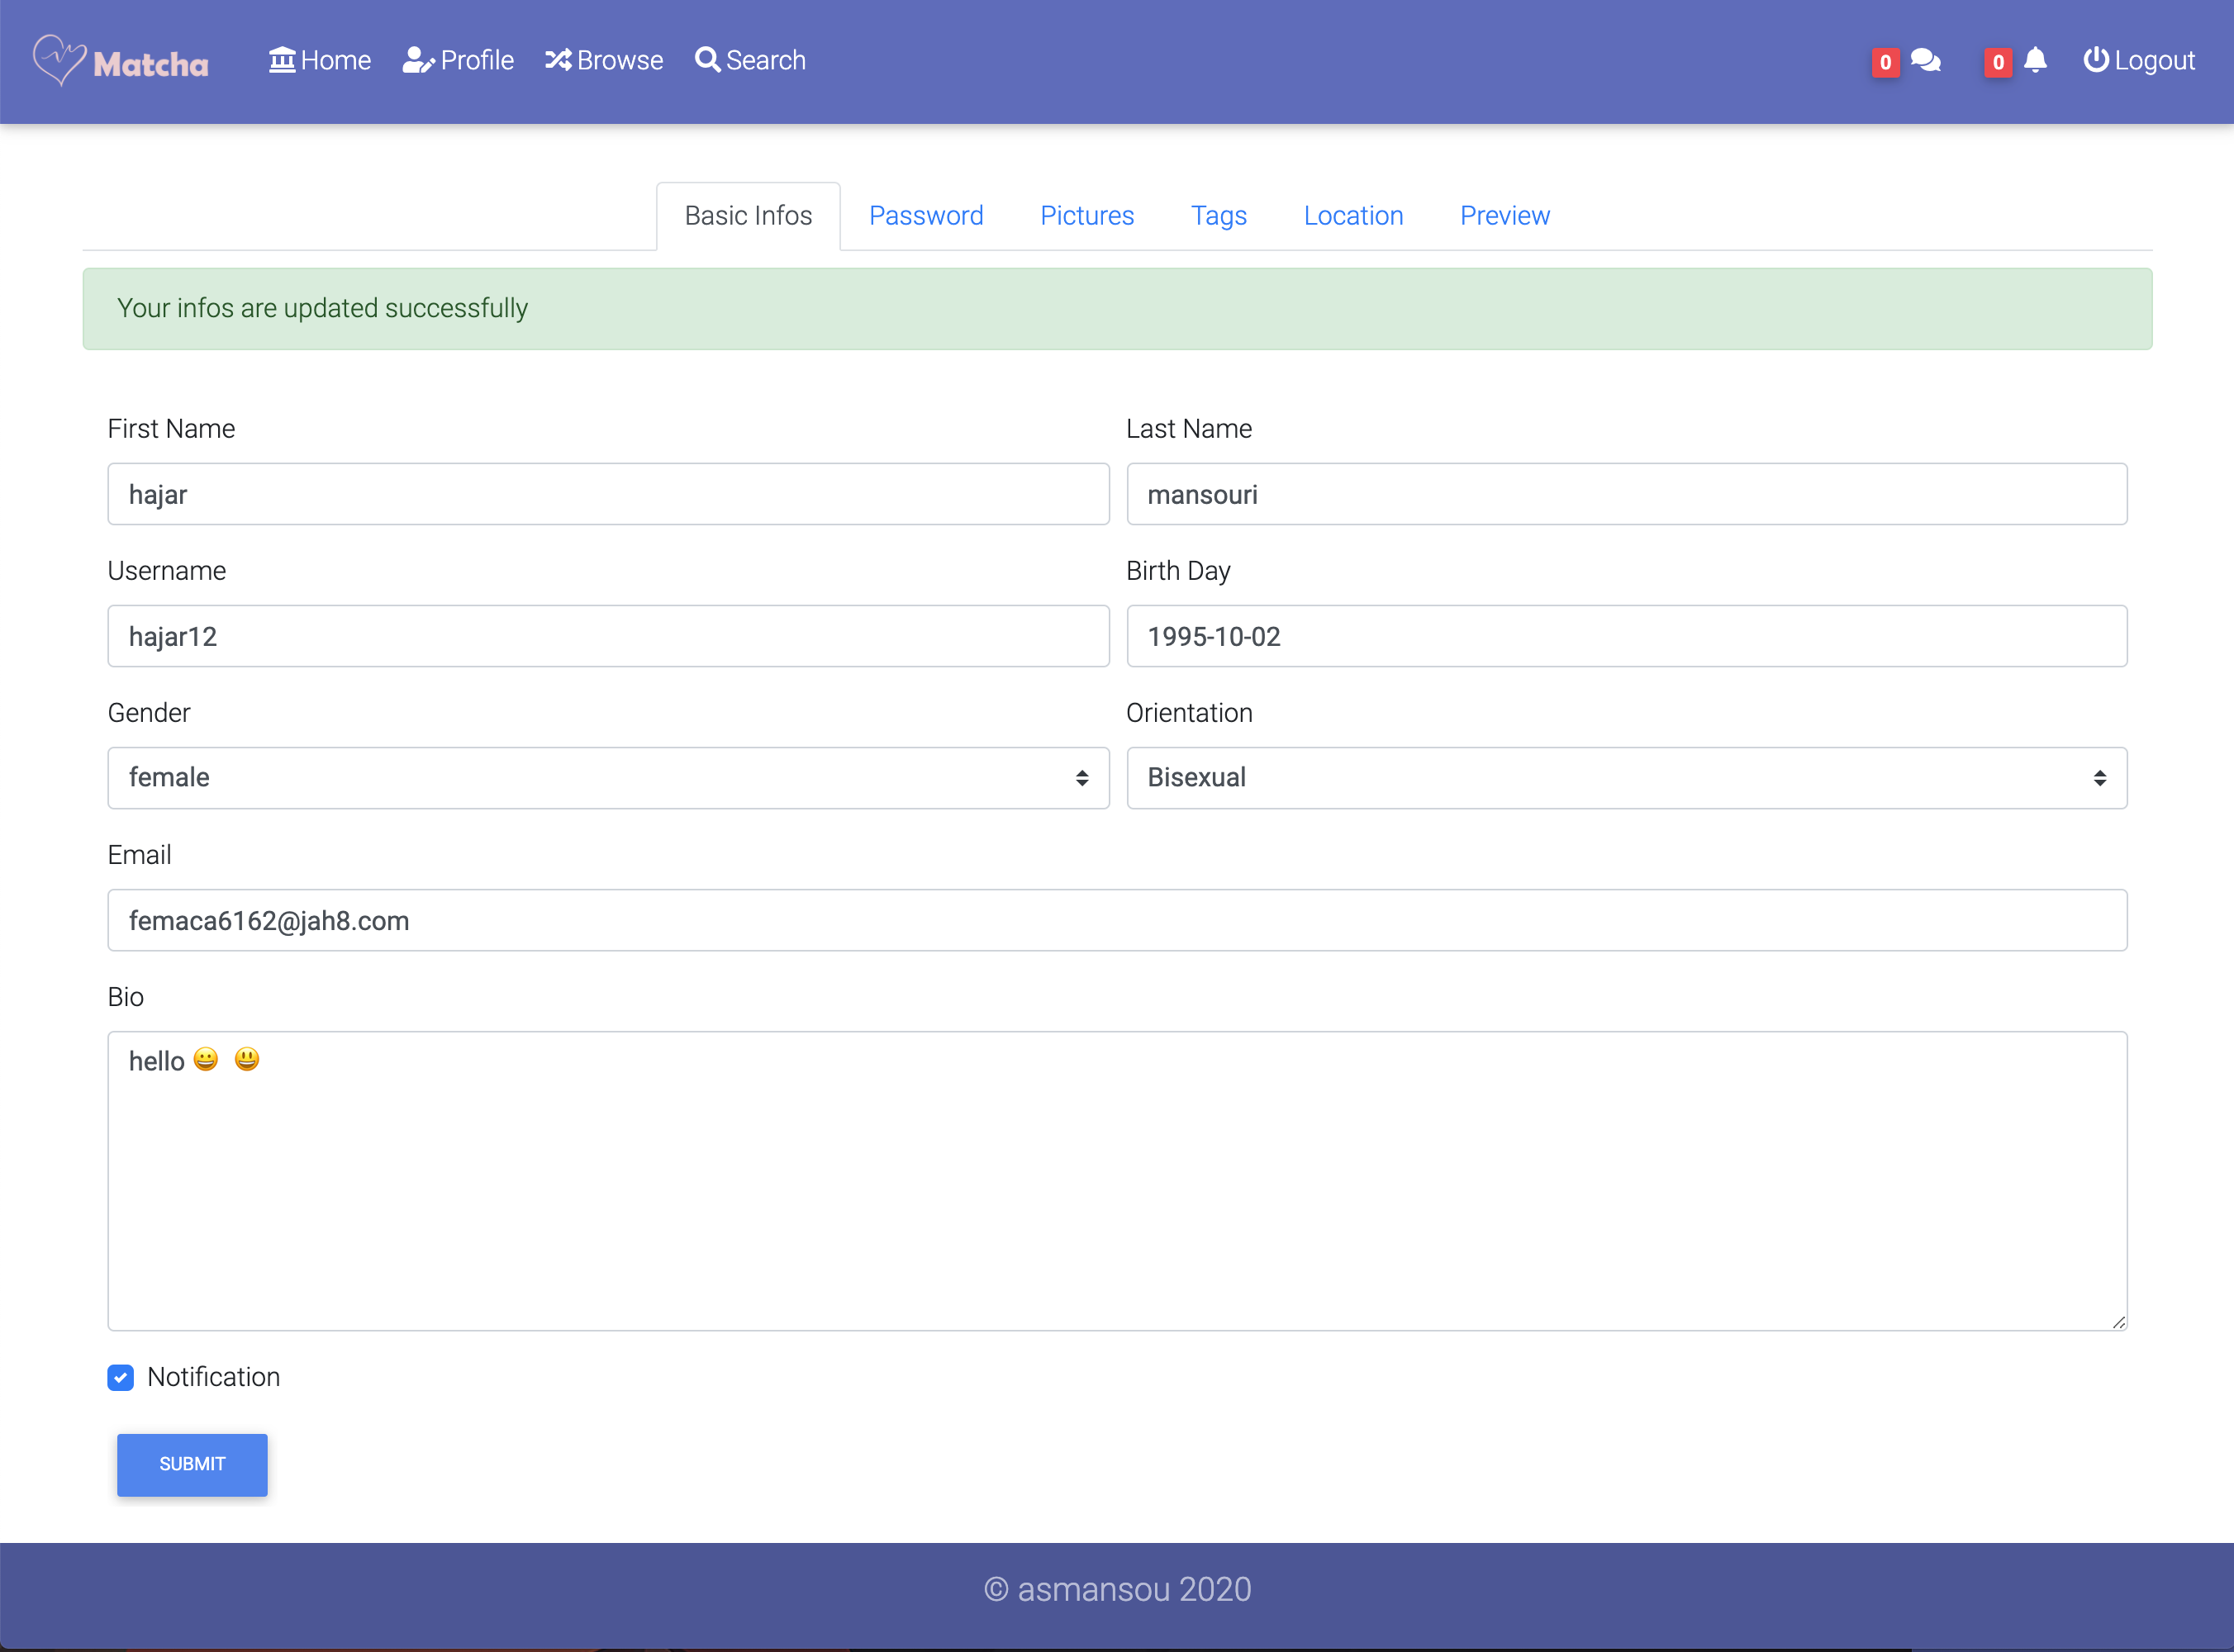 Matcha Home Profile Browse Search 0 0 Logout
Basic Infos Password Pictures Tags Location Preview
Your infos are updated successfully
First Name Last Name
hajar mansouri
Username Birth Day
hajar12 1995-10-02
Gender Orientation
female Bisexual
Email
femaca6162@jah8.com
Bio
hello 😀 😃
Notification
SUBMIT
© asmansou 2020